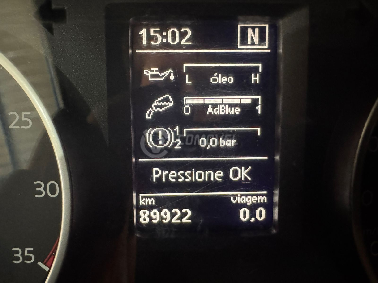 15:02 N
L óleo H
0 AdBlue 1
1
2 0,0 bar
Pressione OK
km viagem
89922 0,0
25
30
35